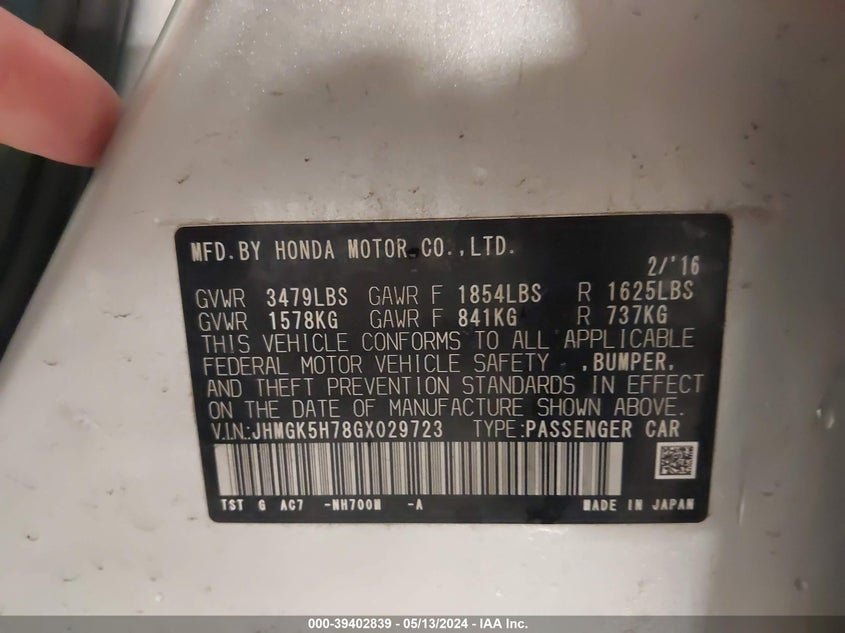 MFD.BY HONDA MOTOR CO.,LTD.
2/'16
GVWR 3479LBS GAWR F 1854LBS R 1625LBS
GVWR 1578KG GAWR F 841KG R 737KG
THIS VEHICLE CONFORMS TO ALL APPLICABLE
FEDERAL MOTOR VEHICLE SAFETY ,BUMPER,
AND THEFT PREVENTION STANDARDS IN EFFECT
ON THE DATE OF MANUFACTURE SHOWN ABOVE.
V.I.N.:JHMGK5H78GX029723 TYPE:PASSENGER CAR
TST G AC7 -NH700M -A MADE IN JAPAN
000-39402839 - 05/13/2024 - IAA Inc.